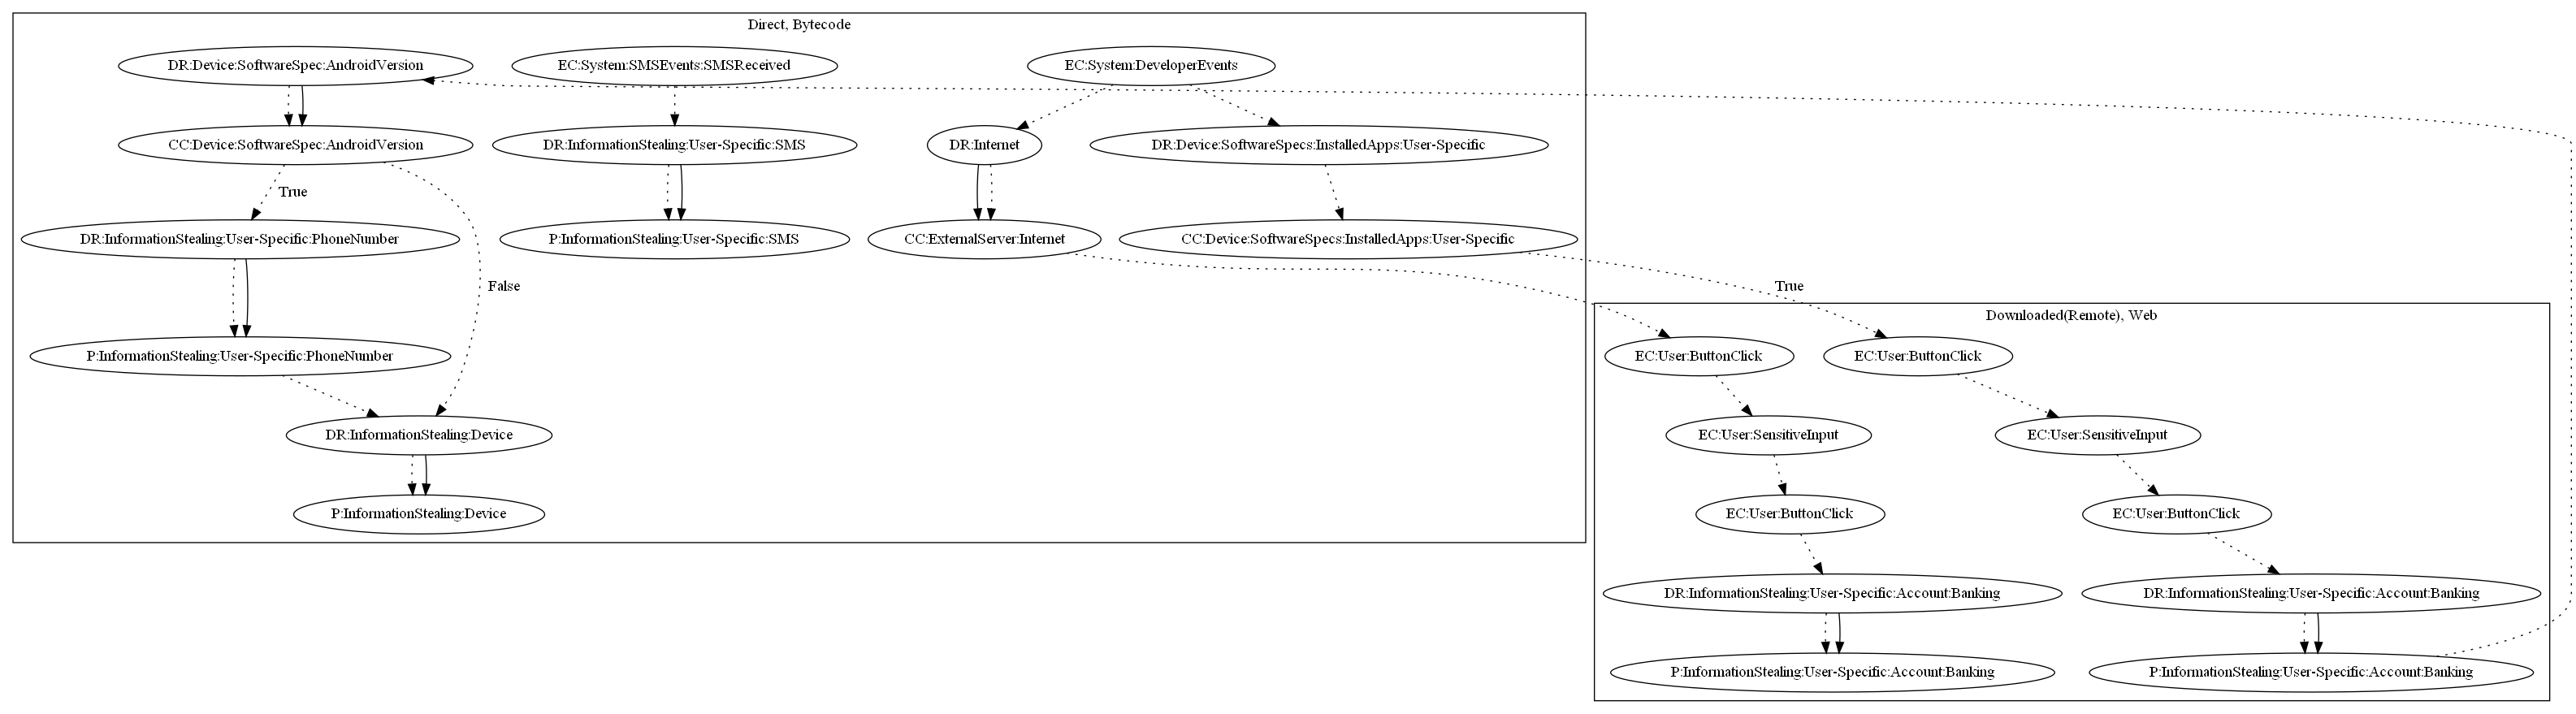 Direct, Bytecode
DR:Device:SoftwareSpec:AndroidVersion
EC:System:SMSEvents:SMSReceived
EC:System:DeveloperEvents
CC:Device:SoftwareSpec:AndroidVersion
DR:InformationStealing:User-Specific:SMS
DR:Internet
DR:Device:SoftwareSpecs:InstalledApps:User-Specific
True
DR:InformationStealing:User-Specific:PhoneNumber
P:InformationStealing:User-Specific:SMS
CC:ExternalServer:Internet
CC:Device:SoftwareSpecs:InstalledApps:User-Specific
False
True
Downloaded(Remote), Web
P:InformationStealing:User-Specific:PhoneNumber
EC:User:ButtonClick
EC:User:ButtonClick
DR:InformationStealing:Device
EC:User:SensitiveInput
EC:User:SensitiveInput
P:InformationStealing:Device
EC:User:ButtonClick
EC:User:ButtonClick
DR:InformationStealing:User-Specific:Account:Banking
DR:InformationStealing:User-Specific:Account:Banking
P:InformationStealing:User-Specific:Account:Banking
P:InformationStealing:User-Specific:Account:Banking